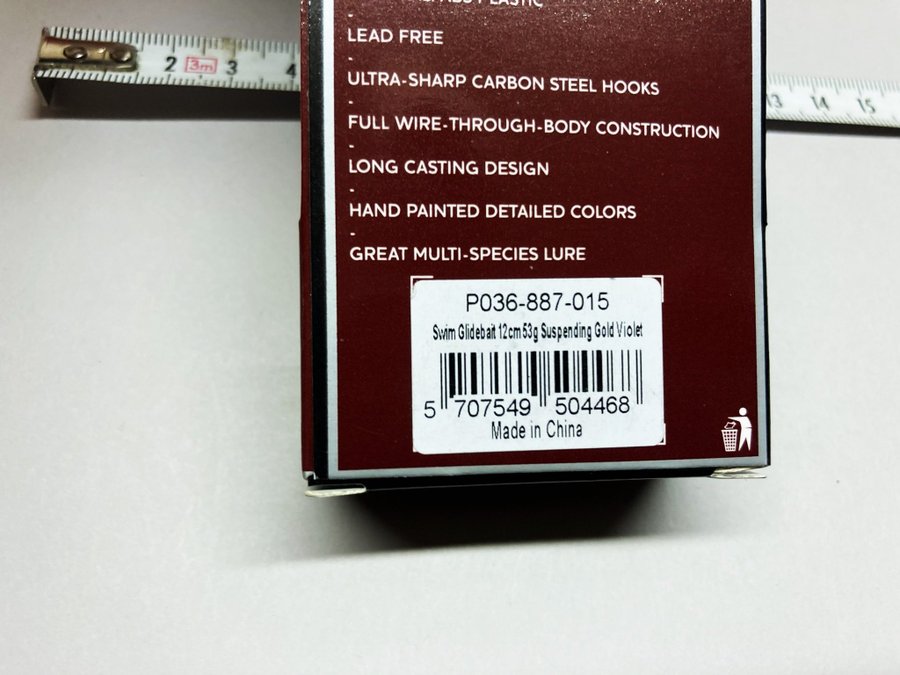 2 3m 3 4
PLASTIC
LEAD FREE
-
ULTRA-SHARP CARBON STEEL HOOKS
-
FULL WIRE-THROUGH-BODY CONSTRUCTION
-
LONG CASTING DESIGN
-
HAND PAINTED DETAILED COLORS
-
GREAT MULTI-SPECIES LURE
13 14 15
P036-887-015
Swim Glidebait 12cm 53g Suspending Gold Violet
5 707549 504468
Made in China